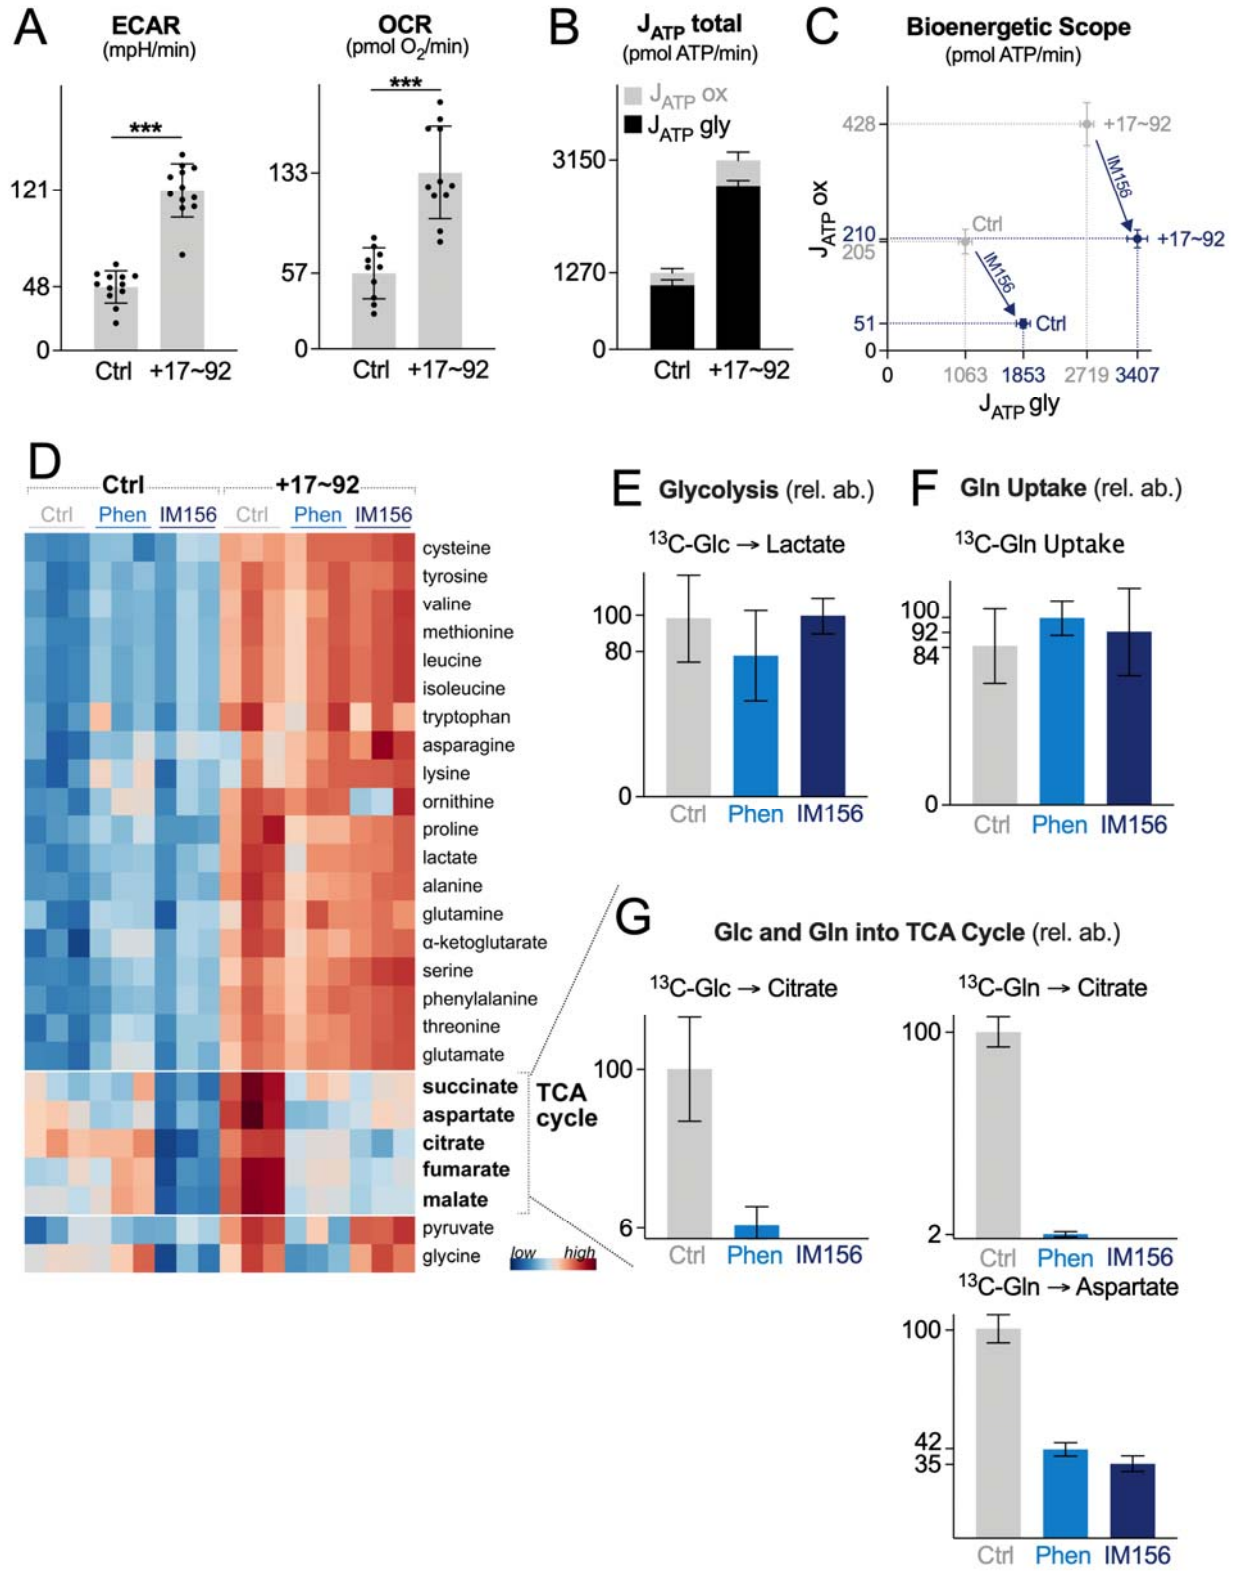 A
ECAR
(mpH/min)
***
121
48
0
Ctrl +17~92
OCR
(pmol O2/min)
***
133
57
0
Ctrl +17~92
B
JATP total
(pmol ATP/min)
JATP ox
JATP gly
3150
1270
0
Ctrl +17~92
C
Bioenergetic Scope
(pmol ATP/min)
JATP ox
428
210
205
51
0
+17~92
IM156
Ctrl
+17~92
IM156
Ctrl
0 1063 1853 2719 3407
JATP gly
D
Ctrl +17~92
Ctrl Phen IM156 Ctrl Phen IM156
cysteine
tyrosine
valine
methionine
leucine
isoleucine
tryptophan
asparagine
lysine
ornithine
proline
lactate
alanine
glutamine
α-ketoglutarate
serine
phenylalanine
threonine
glutamate
succinate
aspartate
citrate
fumarate
malate
TCA
cycle
pyruvate
glycine
low high
E
Glycolysis (rel. ab.)
13C-Glc → Lactate
100
80
0
Ctrl Phen IM156
F
Gln Uptake (rel. ab.)
13C-Gln Uptake
100
92
84
0
Ctrl Phen IM156
G
Glc and Gln into TCA Cycle (rel. ab.)
13C-Glc → Citrate
100
6
Ctrl Phen IM156
13C-Gln → Citrate
100
2
Ctrl Phen IM156
13C-Gln → Aspartate
100
42
35
Ctrl Phen IM156